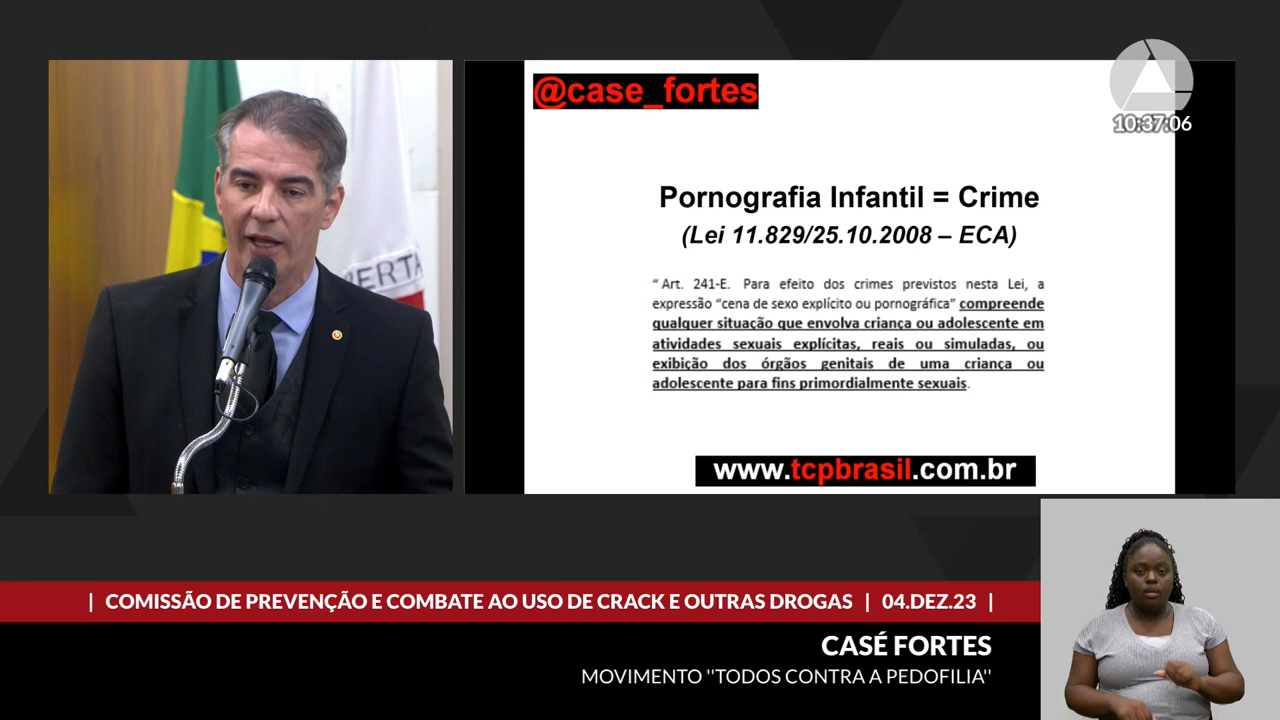 @case_fortes
10:37:06
Pornografia Infantil = Crime
(Lei 11.829/25.10.2008 – ECA)
“Art. 241-E. Para efeito dos crimes previstos nesta Lei, a
expressão “cena de sexo explícito ou pornográfica” compreende
qualquer situação que envolva criança ou adolescente em
atividades sexuais explícitas, reais ou simuladas, ou
exibição dos órgãos genitais de uma criança ou
adolescente para fins primordialmente sexuais.
www.tcpbrasil.com.br
ERTA
| COMISSÃO DE PREVENÇÃO E COMBATE AO USO DE CRACK E OUTRAS DROGAS | 04.DEZ.23 |
CASÉ FORTES
MOVIMENTO "TODOS CONTRA A PEDOFILIA"